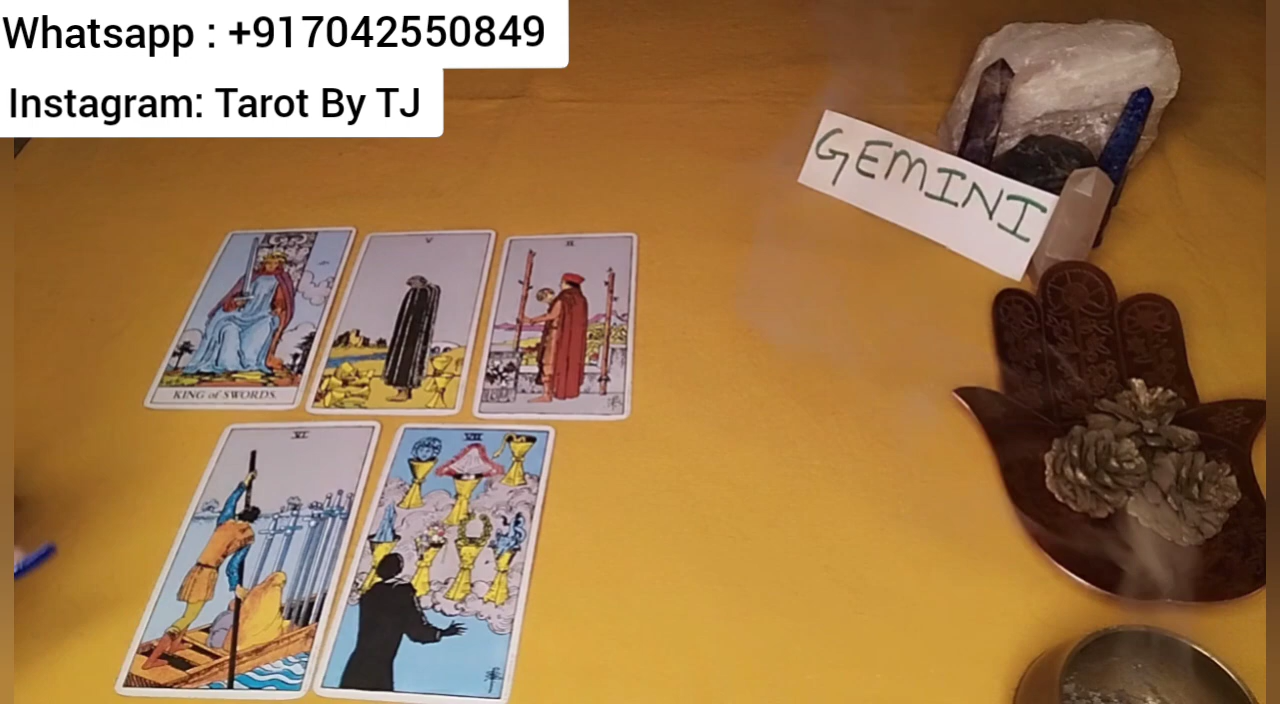 Whatsapp : +917042550849
Instagram: Tarot By TJ
GEMINI
V
II
KING of SWORDS.
VI
VII